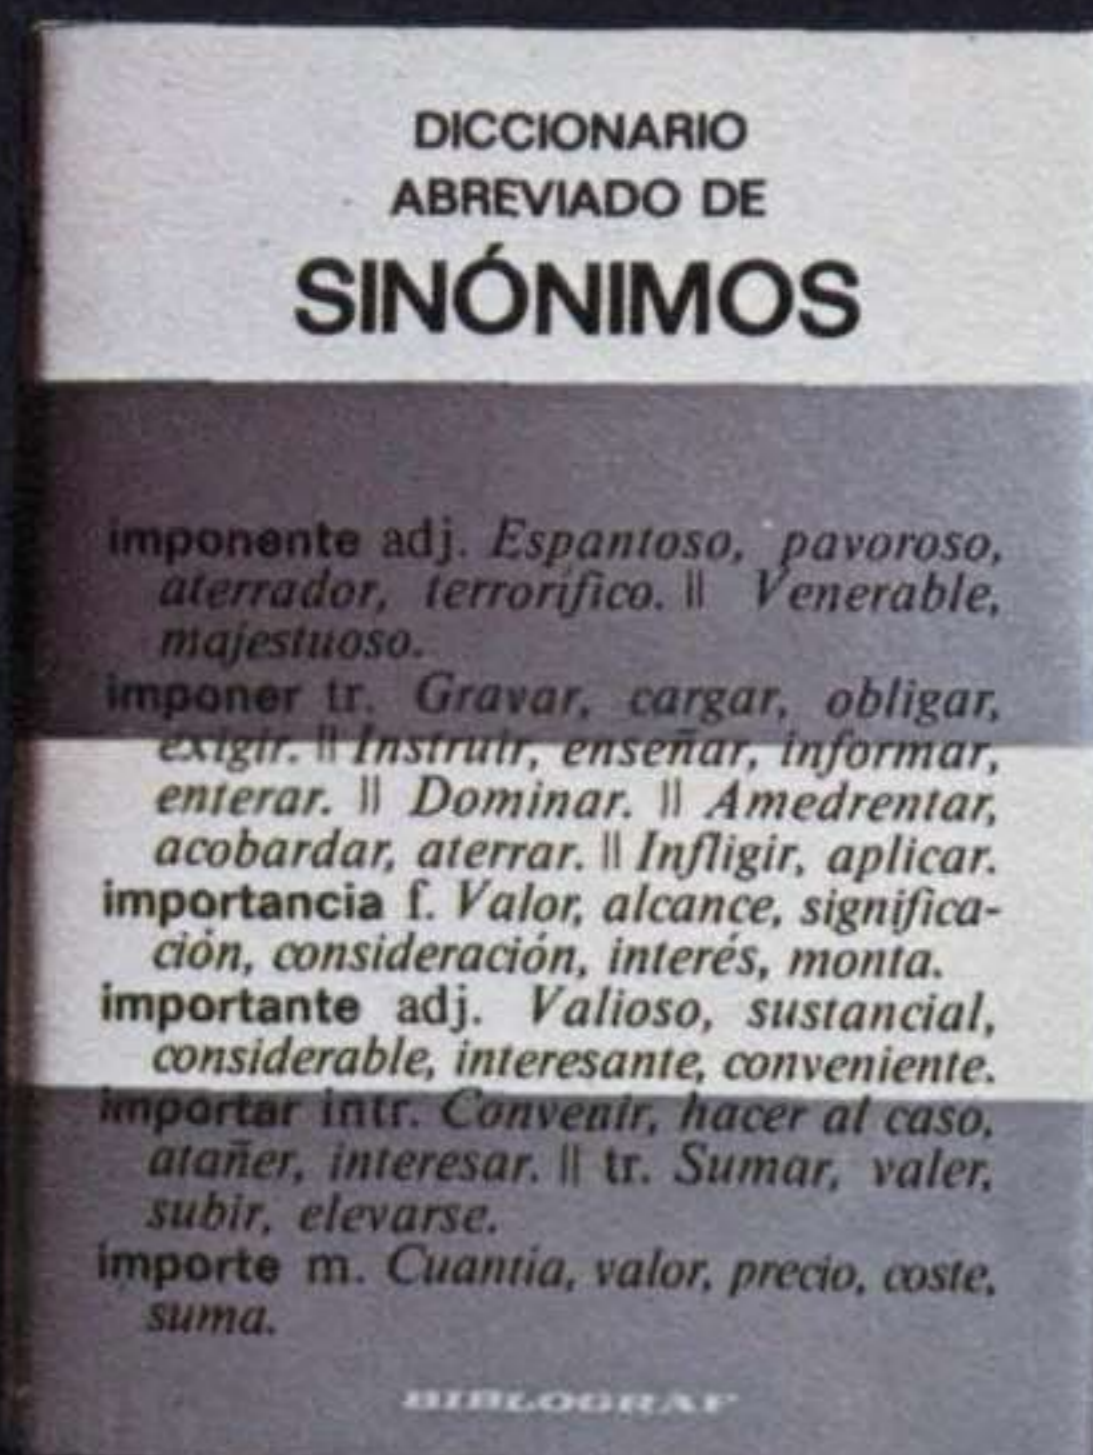 DICCIONARIO
ABREVIADO DE
SINÓNIMOS
imponente adj. Espantoso, pavoroso,
aterrador, terrorífico. || Venerable,
majestuoso.
imponer tr. Gravar, cargar, obligar,
exigir. || Instruir, enseñar, informar,
enterar. || Dominar. || Amedrentar,
acobardar, aterrar. || Infligir, aplicar.
importancia f. Valor, alcance, significa-
ción, consideración, interés, monta.
importante adj. Valioso, sustancial,
considerable, interesante, conveniente.
importar intr. Convenir, hacer al caso,
atañer, interesar. || tr. Sumar, valer,
subir, elevarse.
importe m. Cuantía, valor, precio, coste,
suma.
BIBLOGRAF